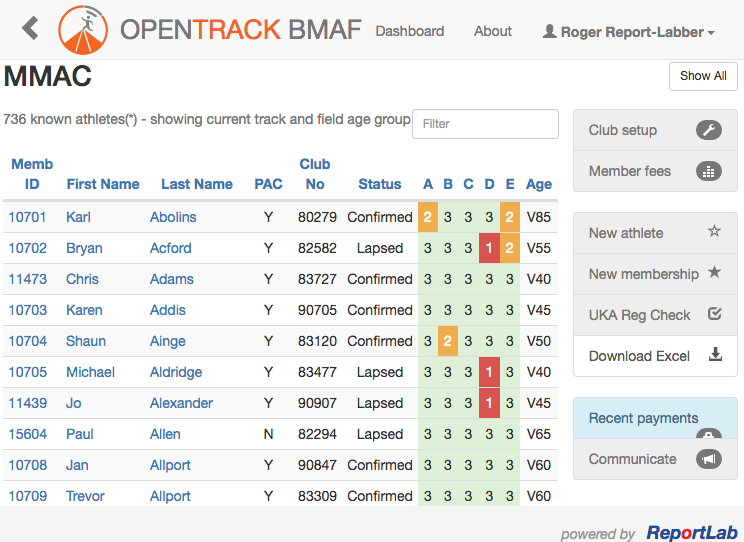 OPENTRACK BMAF Dashboard About Roger Report-Labber
MMAC Show All
736 known athletes(*) - showing current track and field age group Filter
Memb ID First Name Last Name PAC Club No Status A B C D E Age
10701 Karl Abolins Y 80279 Confirmed 2 3 3 3 2 V85
10702 Bryan Acford Y 82582 Lapsed 3 3 3 1 2 V55
11473 Chris Adams Y 83727 Confirmed 3 3 3 3 3 V40
10703 Karen Addis Y 90705 Confirmed 3 3 3 3 3 V45
10704 Shaun Ainge Y 83120 Confirmed 3 2 3 3 3 V50
10705 Michael Aldridge Y 83477 Lapsed 3 3 3 1 3 V40
11439 Jo Alexander Y 90907 Lapsed 3 3 3 1 3 V45
15604 Paul Allen N 82294 Lapsed 3 3 3 3 3 V65
10708 Jan Allport Y 90847 Confirmed 3 3 3 3 3 V60
10709 Trevor Allport Y 83309 Confirmed 3 3 3 3 3 V60
Club setup
Member fees
New athlete
New membership
UKA Reg Check
Download Excel
Recent payments
Communicate
powered by ReportLab